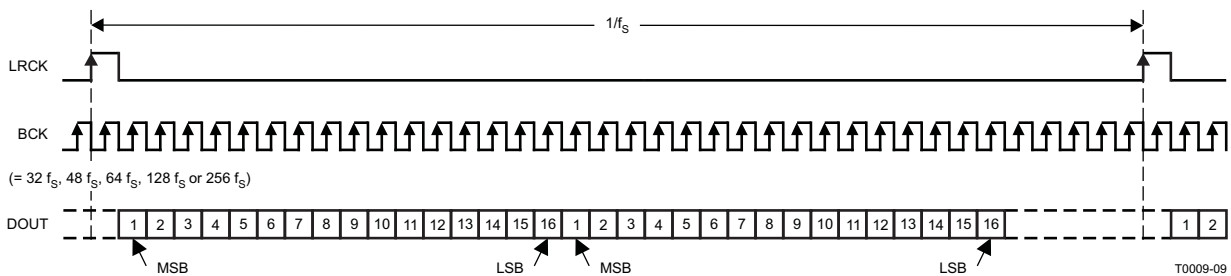 1/fS
LRCK
BCK
(= 32 fS, 48 fS, 64 fS, 128 fS or 256 fS)
DOUT 1 2 3 4 5 6 7 8 9 10 11 12 13 14 15 16 1 2 3 4 5 6 7 8 9 10 11 12 13 14 15 16 1 2
MSB LSB MSB LSB
T0009-09